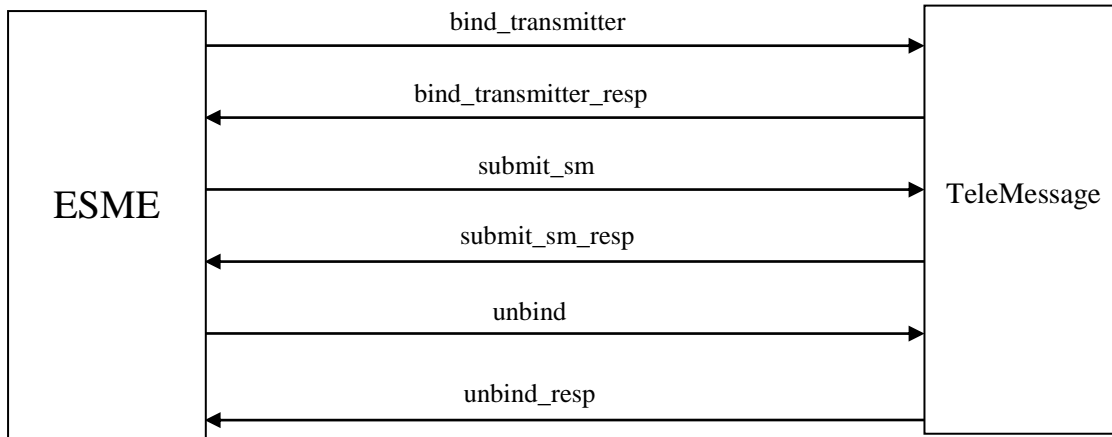 bind_transmitter
bind_transmitter_resp
submit_sm
ESME
TeleMessage
submit_sm_resp
unbind
unbind_resp